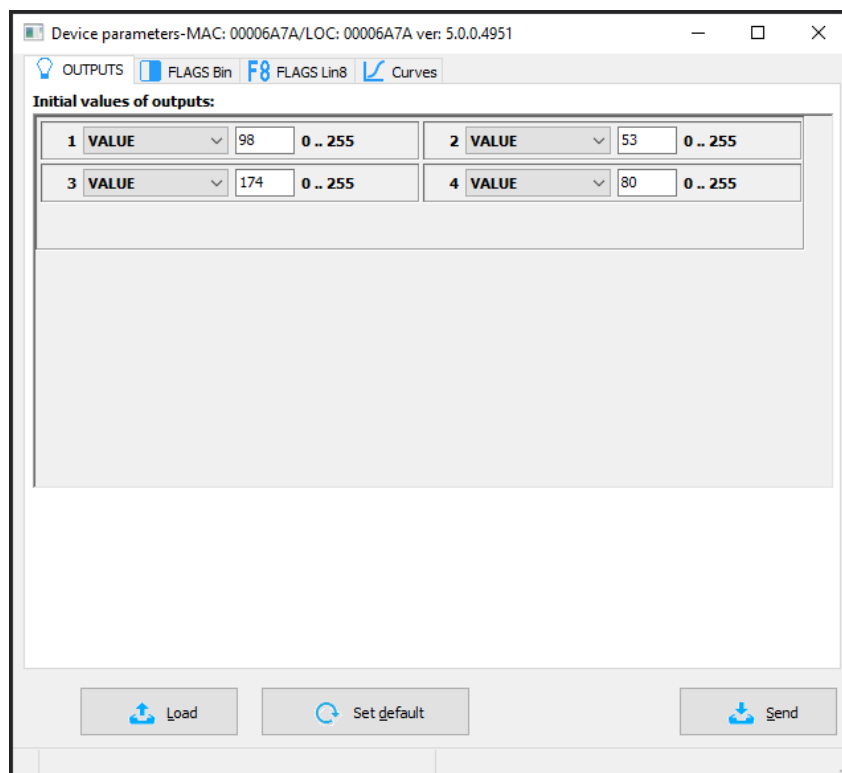 Device parameters-MAC: 00006A7A/LOC: 00006A7A ver: 5.0.0.4951
OUTPUTS FLAGS Bin F8 FLAGS Lin8 Curves
Initial values of outputs:
1 VALUE 98 0 .. 255 2 VALUE 53 0 .. 255
3 VALUE 174 0 .. 255 4 VALUE 80 0 .. 255
Load Set default Send